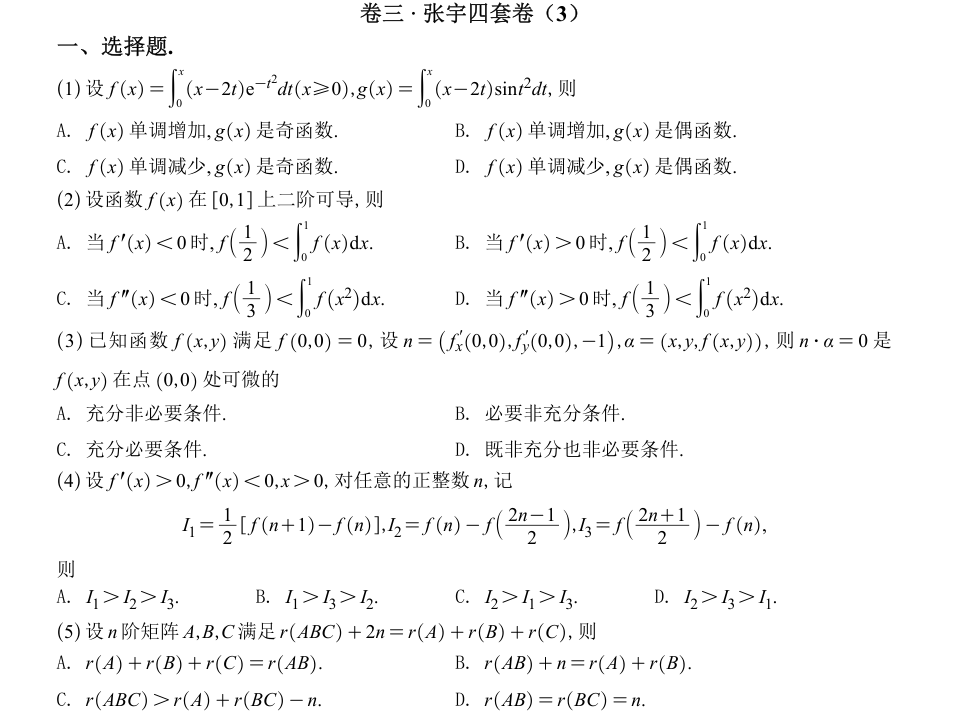 卷三 · 张宇四套卷（3）
一、选择题.
(1) 设 f(x) = ∫₀ˣ (x−2t)e^{−t²}dt(x⩾0), g(x) = ∫₀ˣ (x−2t)sint²dt, 则
A. f(x) 单调增加, g(x) 是奇函数. B. f(x) 单调增加, g(x) 是偶函数.
C. f(x) 单调减少, g(x) 是奇函数. D. f(x) 单调减少, g(x) 是偶函数.
(2) 设函数 f(x) 在 [0,1] 上二阶可导, 则
A. 当 f′(x) < 0 时, f(1/2) < ∫₀¹ f(x)dx. B. 当 f′(x) > 0 时, f(1/2) < ∫₀¹ f(x)dx.
C. 当 f″(x) < 0 时, f(1/3) < ∫₀¹ f(x²)dx. D. 当 f″(x) > 0 时, f(1/3) < ∫₀¹ f(x²)dx.
(3) 已知函数 f(x,y) 满足 f(0,0) = 0, 设 n = (f′ₓ(0,0), f′_y(0,0), −1), α = (x,y,f(x,y)), 则 n · α = 0 是
f(x,y) 在点 (0,0) 处可微的
A. 充分非必要条件. B. 必要非充分条件.
C. 充分必要条件. D. 既非充分也非必要条件.
(4) 设 f′(x) > 0, f″(x) < 0, x > 0, 对任意的正整数 n, 记
I₁ = 1/2 [f(n+1) − f(n)], I₂ = f(n) − f((2n−1)/2), I₃ = f((2n+1)/2) − f(n),
则
A. I₁ > I₂ > I₃. B. I₁ > I₃ > I₂. C. I₂ > I₁ > I₃. D. I₂ > I₃ > I₁.
(5) 设 n 阶矩阵 A,B,C 满足 r(ABC) + 2n = r(A) + r(B) + r(C), 则
A. r(A) + r(B) + r(C) = r(AB). B. r(AB) + n = r(A) + r(B).
C. r(ABC) > r(A) + r(BC) − n. D. r(AB) = r(BC) = n.